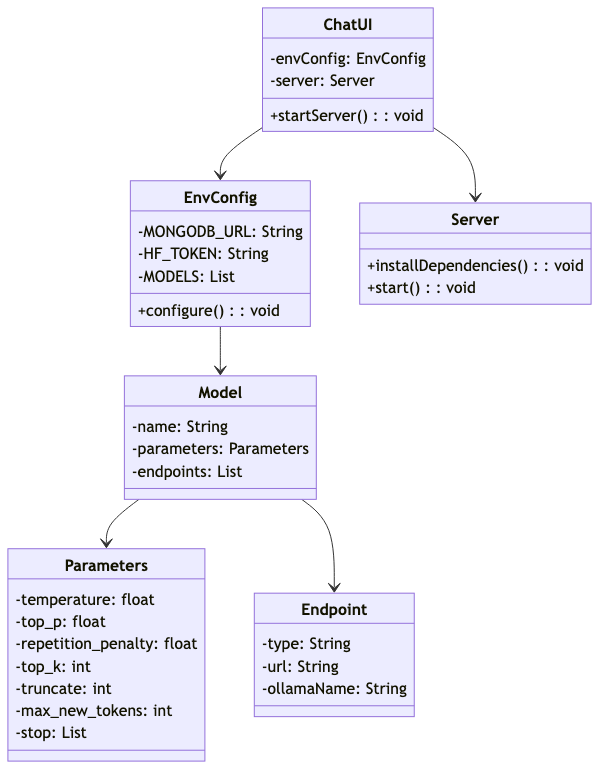 ChatUI
-envConfig: EnvConfig
-server: Server
+startServer() : : void
EnvConfig
-MONGODB_URL: String
-HF_TOKEN: String
-MODELS: List
+configure() : : void
Server
+installDependencies() : : void
+start() : : void
Model
-name: String
-parameters: Parameters
-endpoints: List
Parameters
-temperature: float
-top_p: float
-repetition_penalty: float
-top_k: int
-truncate: int
-max_new_tokens: int
-stop: List
Endpoint
-type: String
-url: String
-ollamaName: String